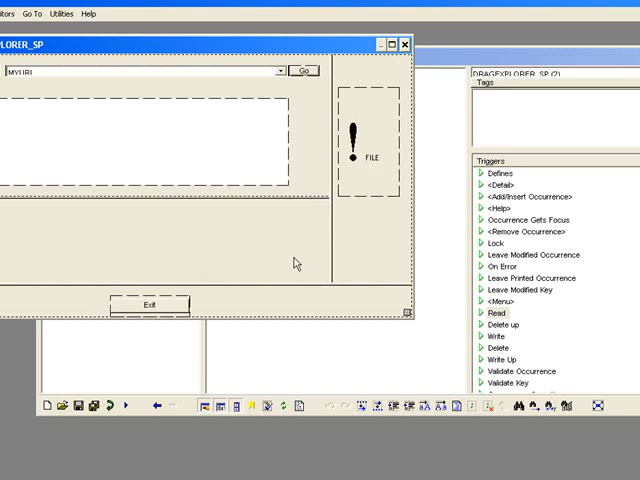 itors Go To Utilities Help
PLORER_SP
MYURL
Go
FILE
Exit
DRAGEXPLORER_SP (2)
Tags
Triggers
Defines
<Detail>
<Add/Insert Occurrence>
<Help>
Occurrence Gets Focus
<Remove Occurrence>
Lock
Leave Modified Occurrence
On Error
Leave Printed Occurrence
Leave Modified Key
<Menu>
Read
Delete up
Write
Delete
Write Up
Validate Occurrence
Validate Key